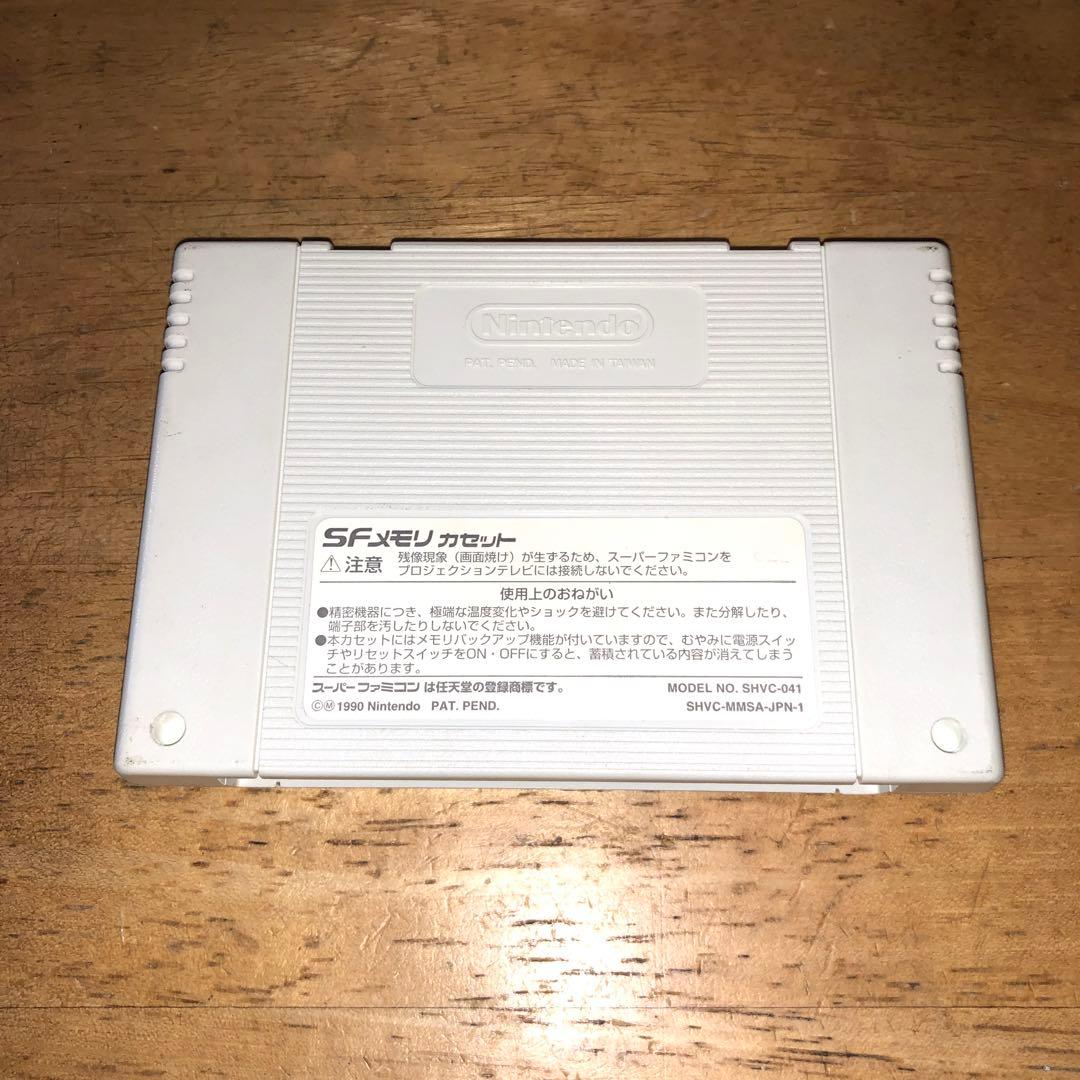 Nintendo
PAT. PEND. MADE IN TAIWAN
SFメモリ カセット
注意 残像現象（画面焼け）が生ずるため、スーパーファミコンを
プロジェクションテレビには接続しないでください。
使用上のおねがい
●精密機器につき、極端な温度変化やショックを避けてください。また分解したり、
端子部を汚したりしないでください。
●本カセットにはメモリバックアップ機能が付いていますので、むやみに電源スイッ
チやリセットスイッチをON・OFFにすると、蓄積されている内容が消えてしまう
ことがあります。
スーパーファミコンは任天堂の登録商標です。 MODEL NO. SHVC-041
ⒸⓂ1990 Nintendo PAT. PEND. SHVC-MMSA-JPN-1